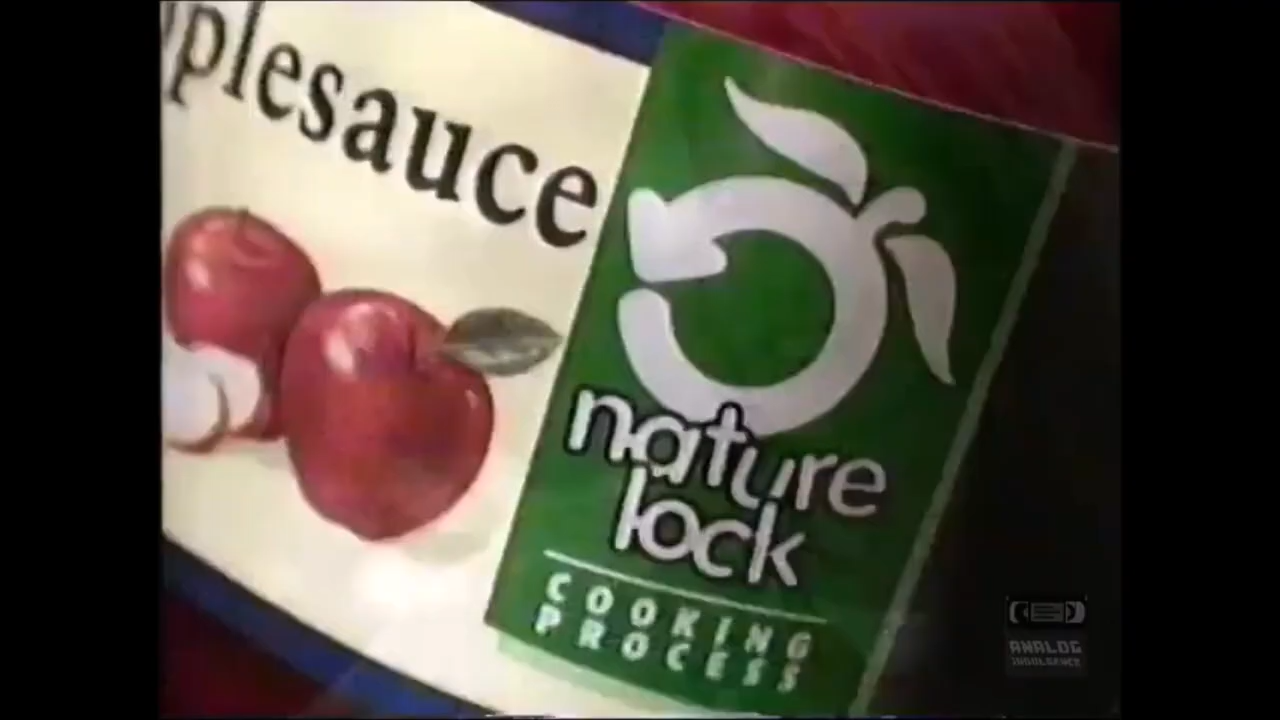 plesauce
nature
lock
COOKING
PROCESS
ANALOG
INDULGENCE